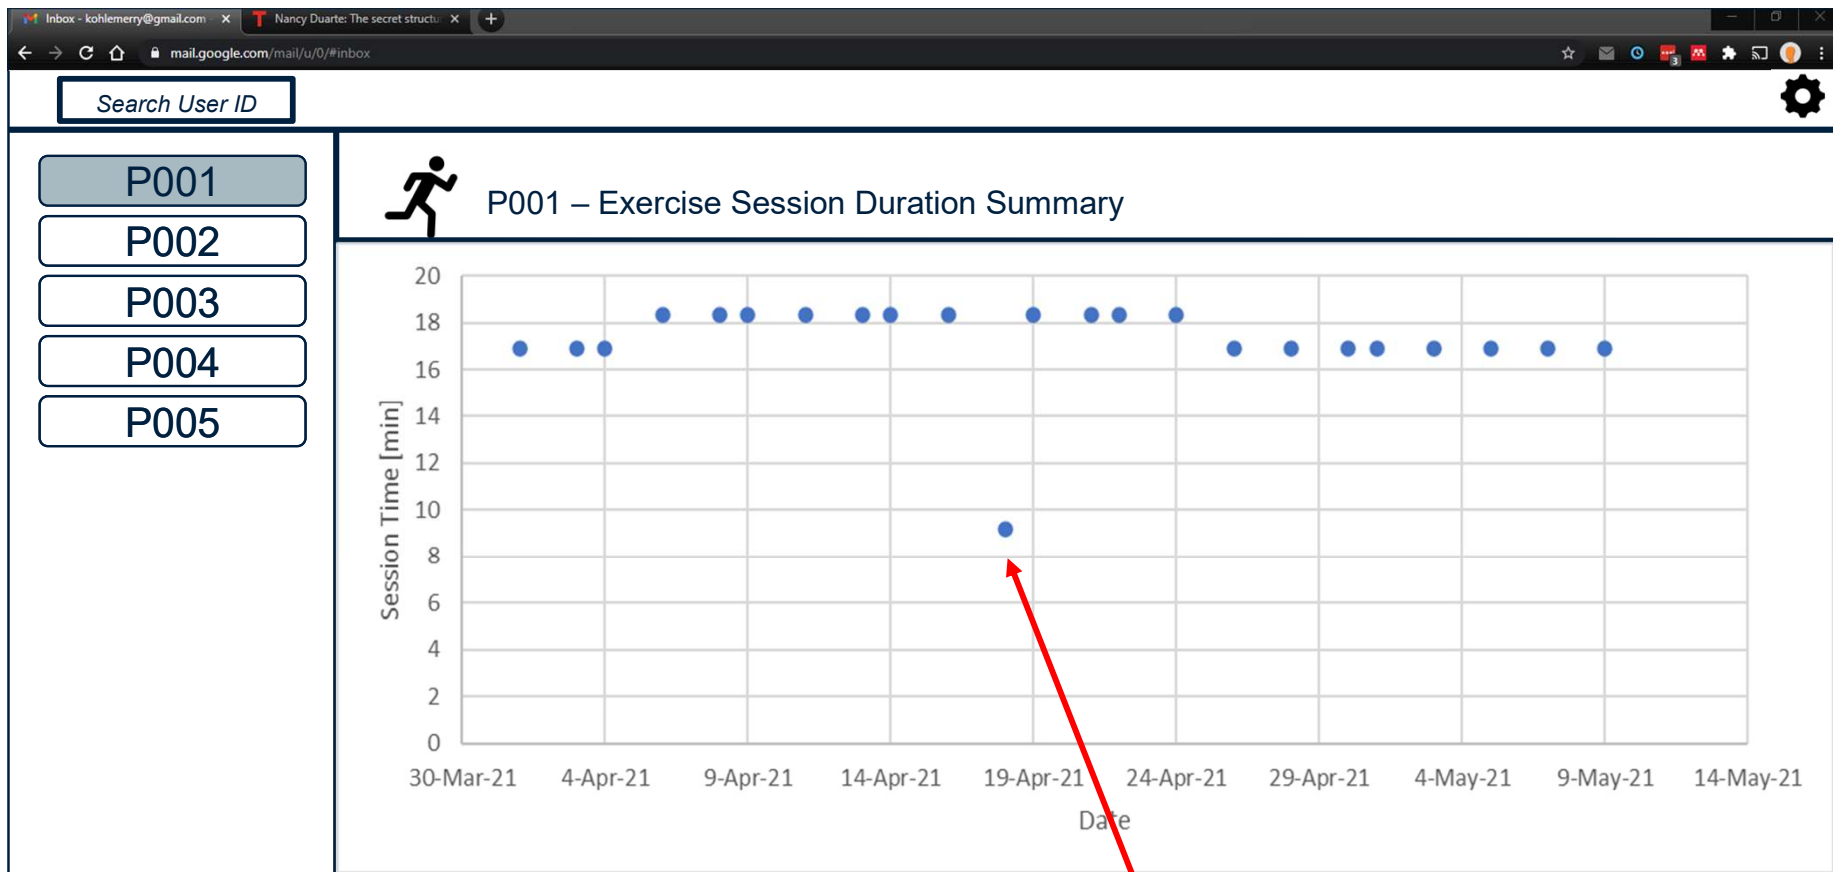 Inbox - kohlemerry@gmail.com -
Nancy Duarte: The secret structu
mail.google.com/mail/u/0/#inbox
3
Search User ID
P001
P002
P003
P004
P005
P001 – Exercise Session Duration Summary
20
18
16
14
12
10
8
6
4
2
0
Session Time [min]
30-Mar-21 4-Apr-21 9-Apr-21 14-Apr-21 19-Apr-21 24-Apr-21 29-Apr-21 4-May-21 9-May-21 14-May-21
Date